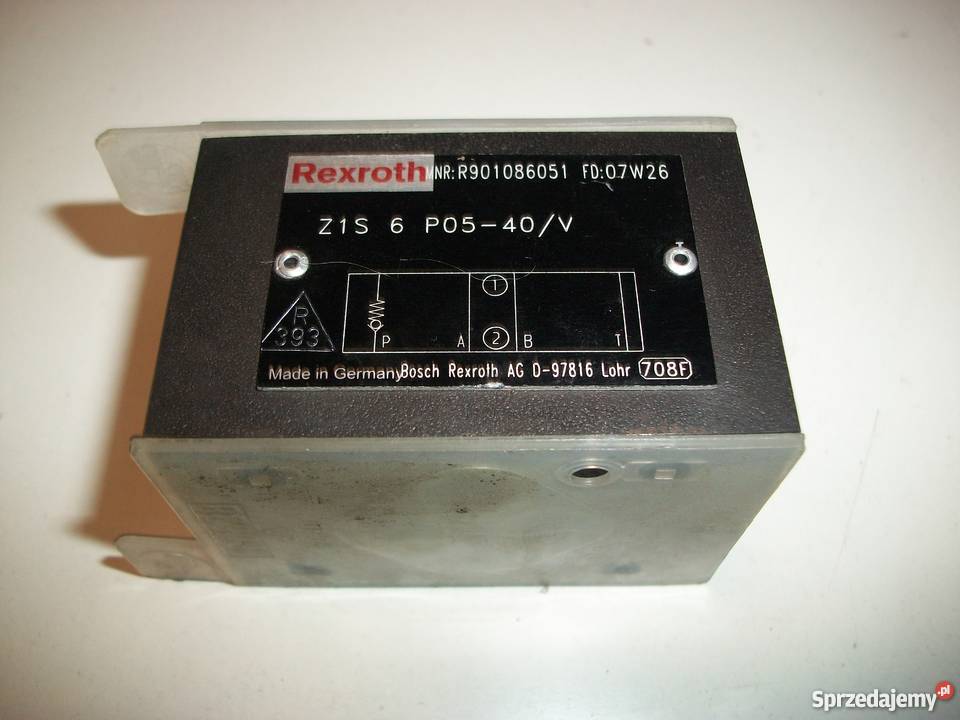 Rexroth MNR:R901086051 FD:07W26
Z1S 6 P05-40/V
T
1
R
393
P A 2 B T
Made in Germany Bosch Rexroth AG D-97816 Lohr 708F
Sprzedajemy.pl